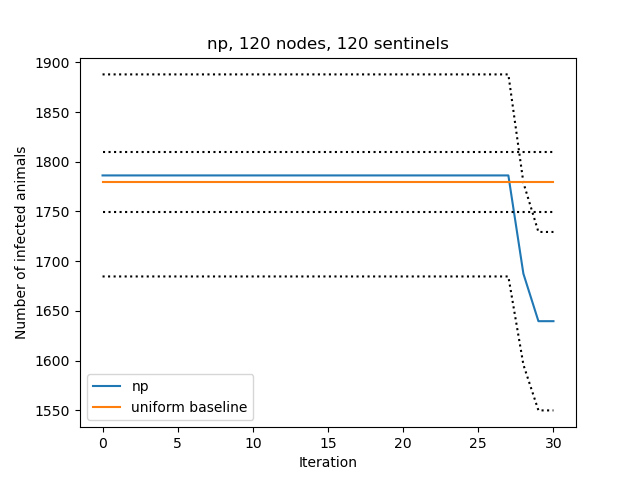 np, 120 nodes, 120 sentinels
Number of infected animals
1900
1850
1800
1750
1700
1650
1600
1550
np
uniform baseline
0 5 10 15 20 25 30
Iteration